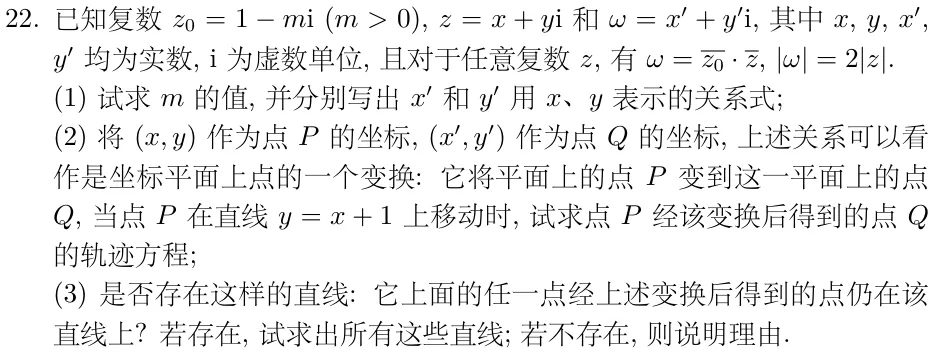 22. 已知复数 z₀ = 1 − mi (m > 0), z = x + yi 和 ω = x′ + y′i, 其中 x, y, x′,
y′ 均为实数, i 为虚数单位, 且对于任意复数 z, 有 ω = \overline{z₀} · \overline{z}, |ω| = 2|z|.
(1) 试求 m 的值, 并分别写出 x′ 和 y′ 用 x、y 表示的关系式;
(2) 将 (x, y) 作为点 P 的坐标, (x′, y′) 作为点 Q 的坐标, 上述关系可以看
作是坐标平面上点的一个变换: 它将平面上的点 P 变到这一平面上的点
Q, 当点 P 在直线 y = x + 1 上移动时, 试求点 P 经该变换后得到的点 Q
的轨迹方程;
(3) 是否存在这样的直线: 它上面的任一点经上述变换后得到的点仍在该
直线上? 若存在, 试求出所有这些直线; 若不存在, 则说明理由.